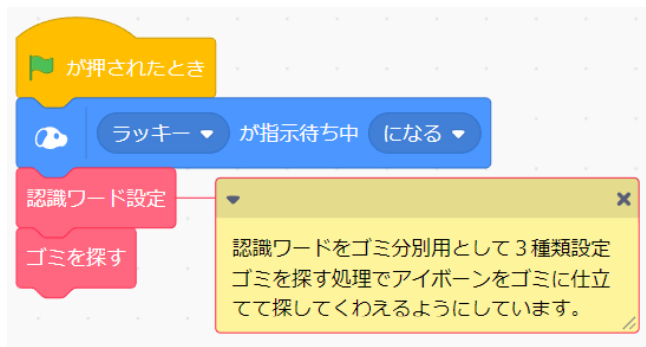 が押されたとき
ラッキー が指示待ち中 になる
認識ワード設定
ゴミを探す
認識ワードをゴミ分別用として3種類設定
ゴミを探す処理でアイボーンをゴミに仕立
てて探してくわえるようにしています。